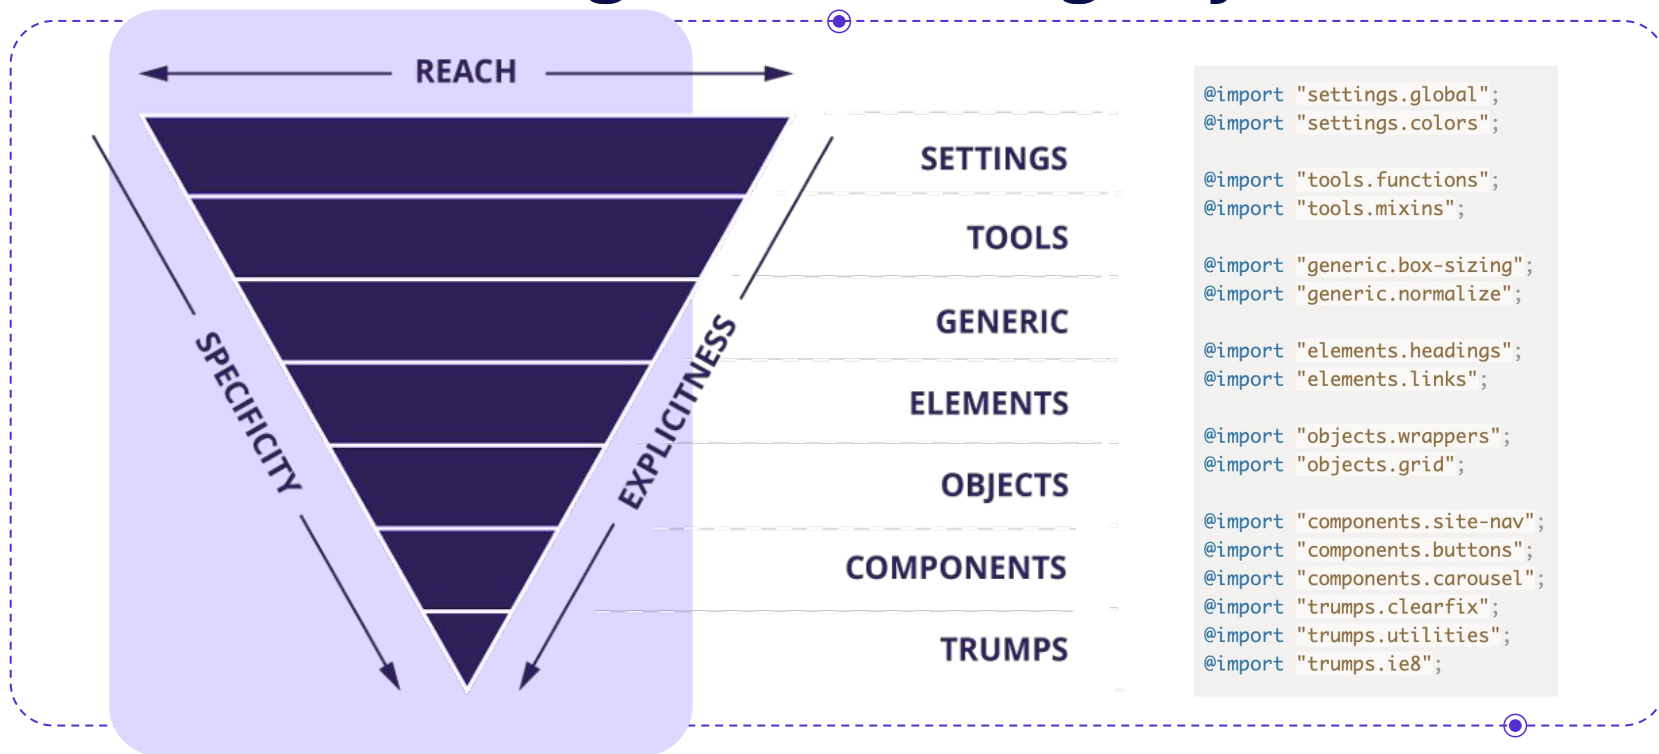 REACH
SPECIFICITY
EXPLICITNESS
SETTINGS
TOOLS
GENERIC
ELEMENTS
OBJECTS
COMPONENTS
TRUMPS
@import "settings.global";
@import "settings.colors";
@import "tools.functions";
@import "tools.mixins";
@import "generic.box-sizing";
@import "generic.normalize";
@import "elements.headings";
@import "elements.links";
@import "objects.wrappers";
@import "objects.grid";
@import "components.site-nav";
@import "components.buttons";
@import "components.carousel";
@import "trumps.clearfix";
@import "trumps.utilities";
@import "trumps.ie8";